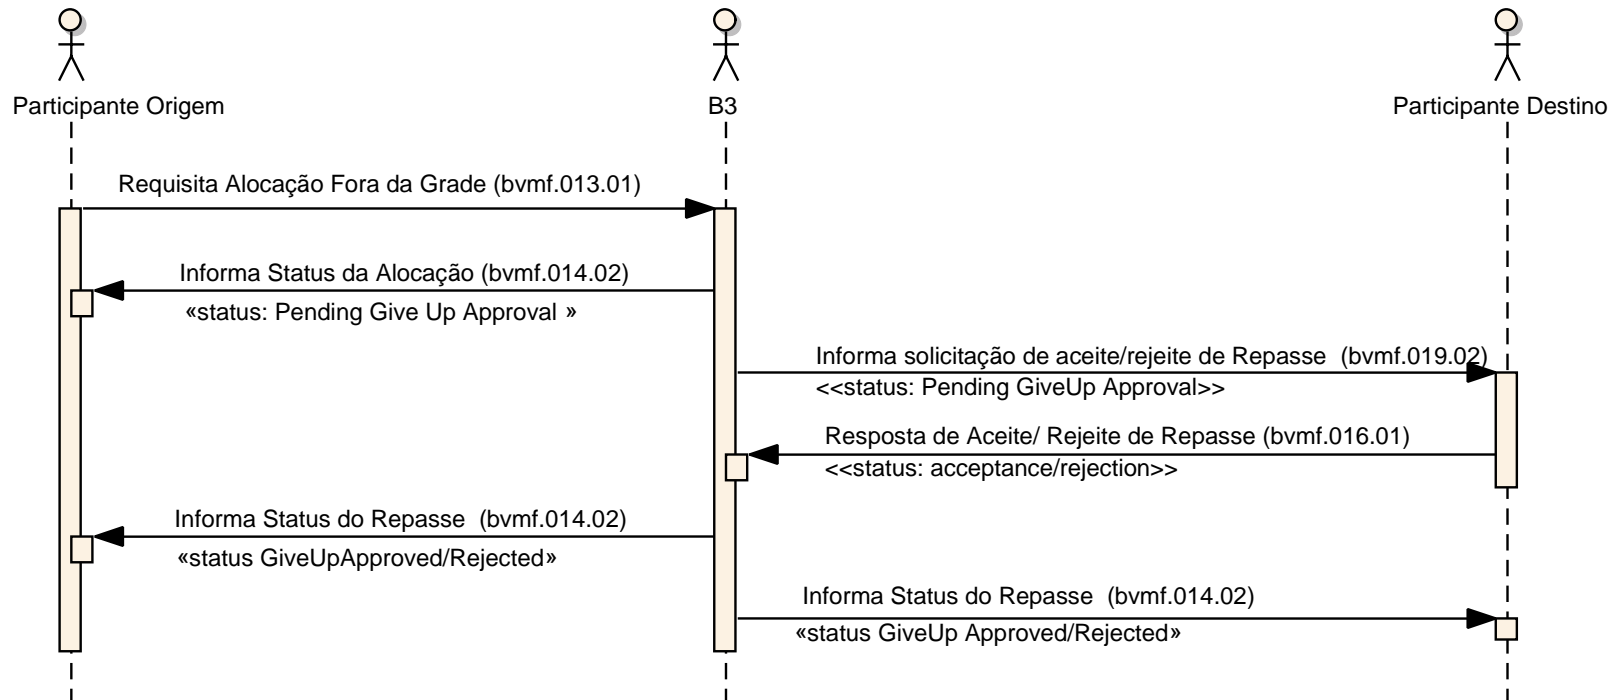 Participante Origem
B3
Participante Destino
Requisita Alocação Fora da Grade (bvmf.013.01)
Informa Status da Alocação (bvmf.014.02)
«status: Pending Give Up Approval »
Informa solicitação de aceite/rejeite de Repasse  (bvmf.019.02)
<<status: Pending GiveUp Approval>>
Resposta de Aceite/ Rejeite de Repasse (bvmf.016.01)
<<status: acceptance/rejection>>
Informa Status do Repasse  (bvmf.014.02)
«status GiveUpApproved/Rejected»
Informa Status do Repasse  (bvmf.014.02)
«status GiveUp Approved/Rejected»